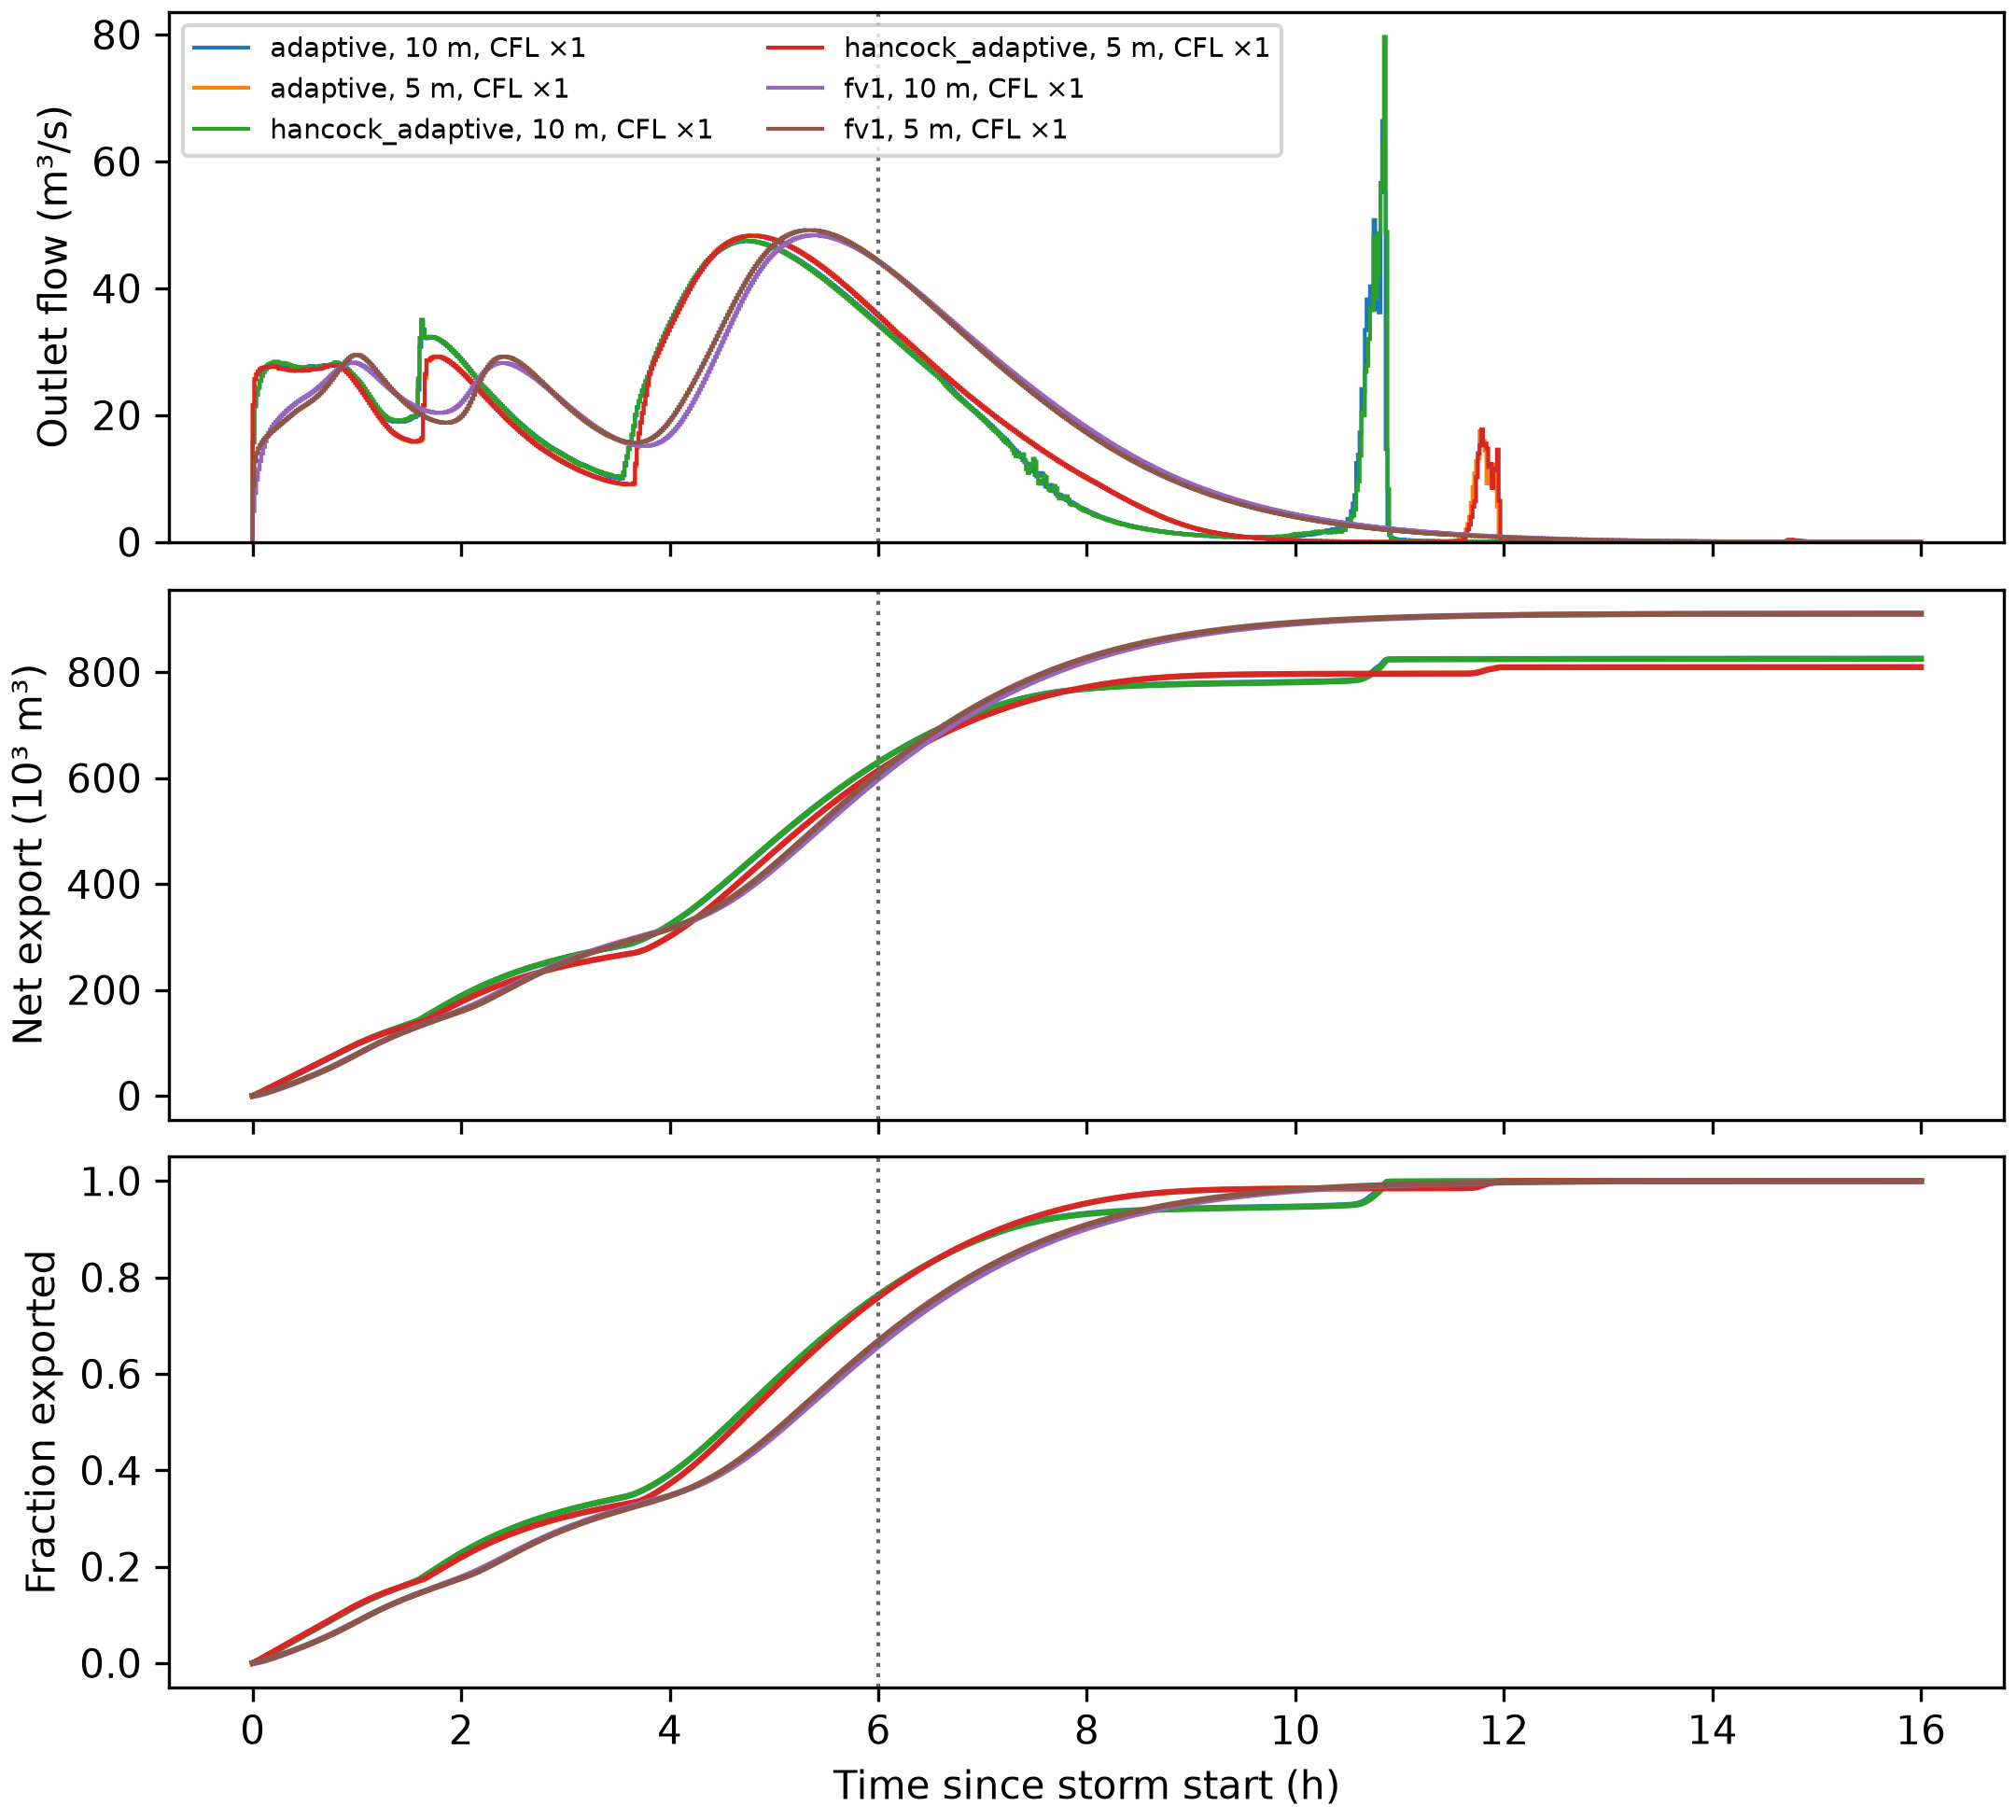 80
60
40
20
0
Outlet flow (m³/s)
adaptive, 10 m, CFL ×1
adaptive, 5 m, CFL ×1
hancock_adaptive, 10 m, CFL ×1
hancock_adaptive, 5 m, CFL ×1
fv1, 10 m, CFL ×1
fv1, 5 m, CFL ×1
800
600
400
200
0
Net export (10³ m³)
1.0
0.8
0.6
0.4
0.2
0.0
Fraction exported
0 2 4 6 8 10 12 14 16
Time since storm start (h)